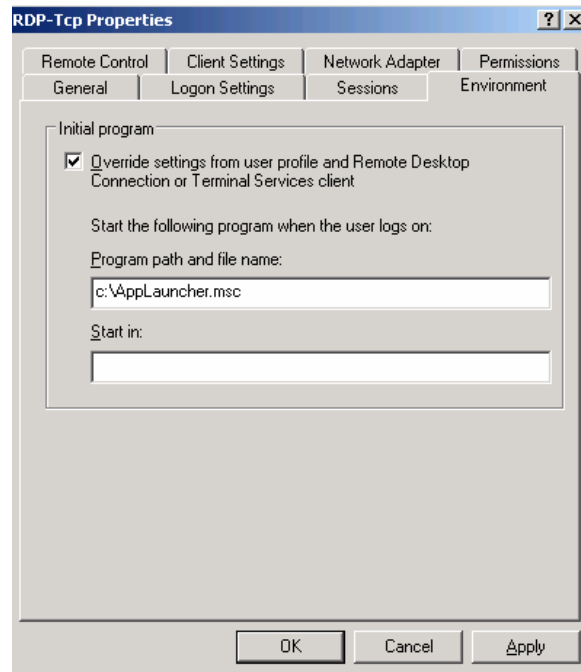 RDP-Tcp Properties
Remote Control
Client Settings
Network Adapter
Permissions
General
Logon Settings
Sessions
Environment
Initial program
Override settings from user profile and Remote Desktop
Connection or Terminal Services client
Start the following program when the user logs on:
Program path and file name:
c:\AppLauncher.msc
Start in:
OK
Cancel
Apply